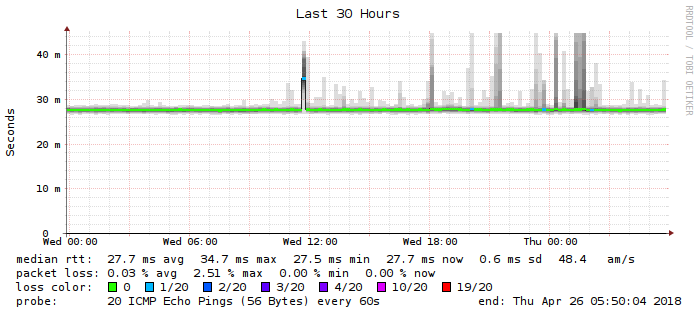 Last 30 Hours
RRDTOOL / TOBI OETIKER
Seconds
40 m
30 m
20 m
10 m
0
Wed 00:00 Wed 06:00 Wed 12:00 Wed 18:00 Thu 00:00
median rtt: 27.7 ms avg 34.7 ms max 27.5 ms min 27.7 ms now 0.6 ms sd 48.4 am/s
packet loss: 0.03 % avg 2.51 % max 0.00 % min 0.00 % now
loss color: 0 1/20 2/20 3/20 4/20 10/20 19/20
probe: 20 ICMP Echo Pings (56 Bytes) every 60s end: Thu Apr 26 05:50:04 2018